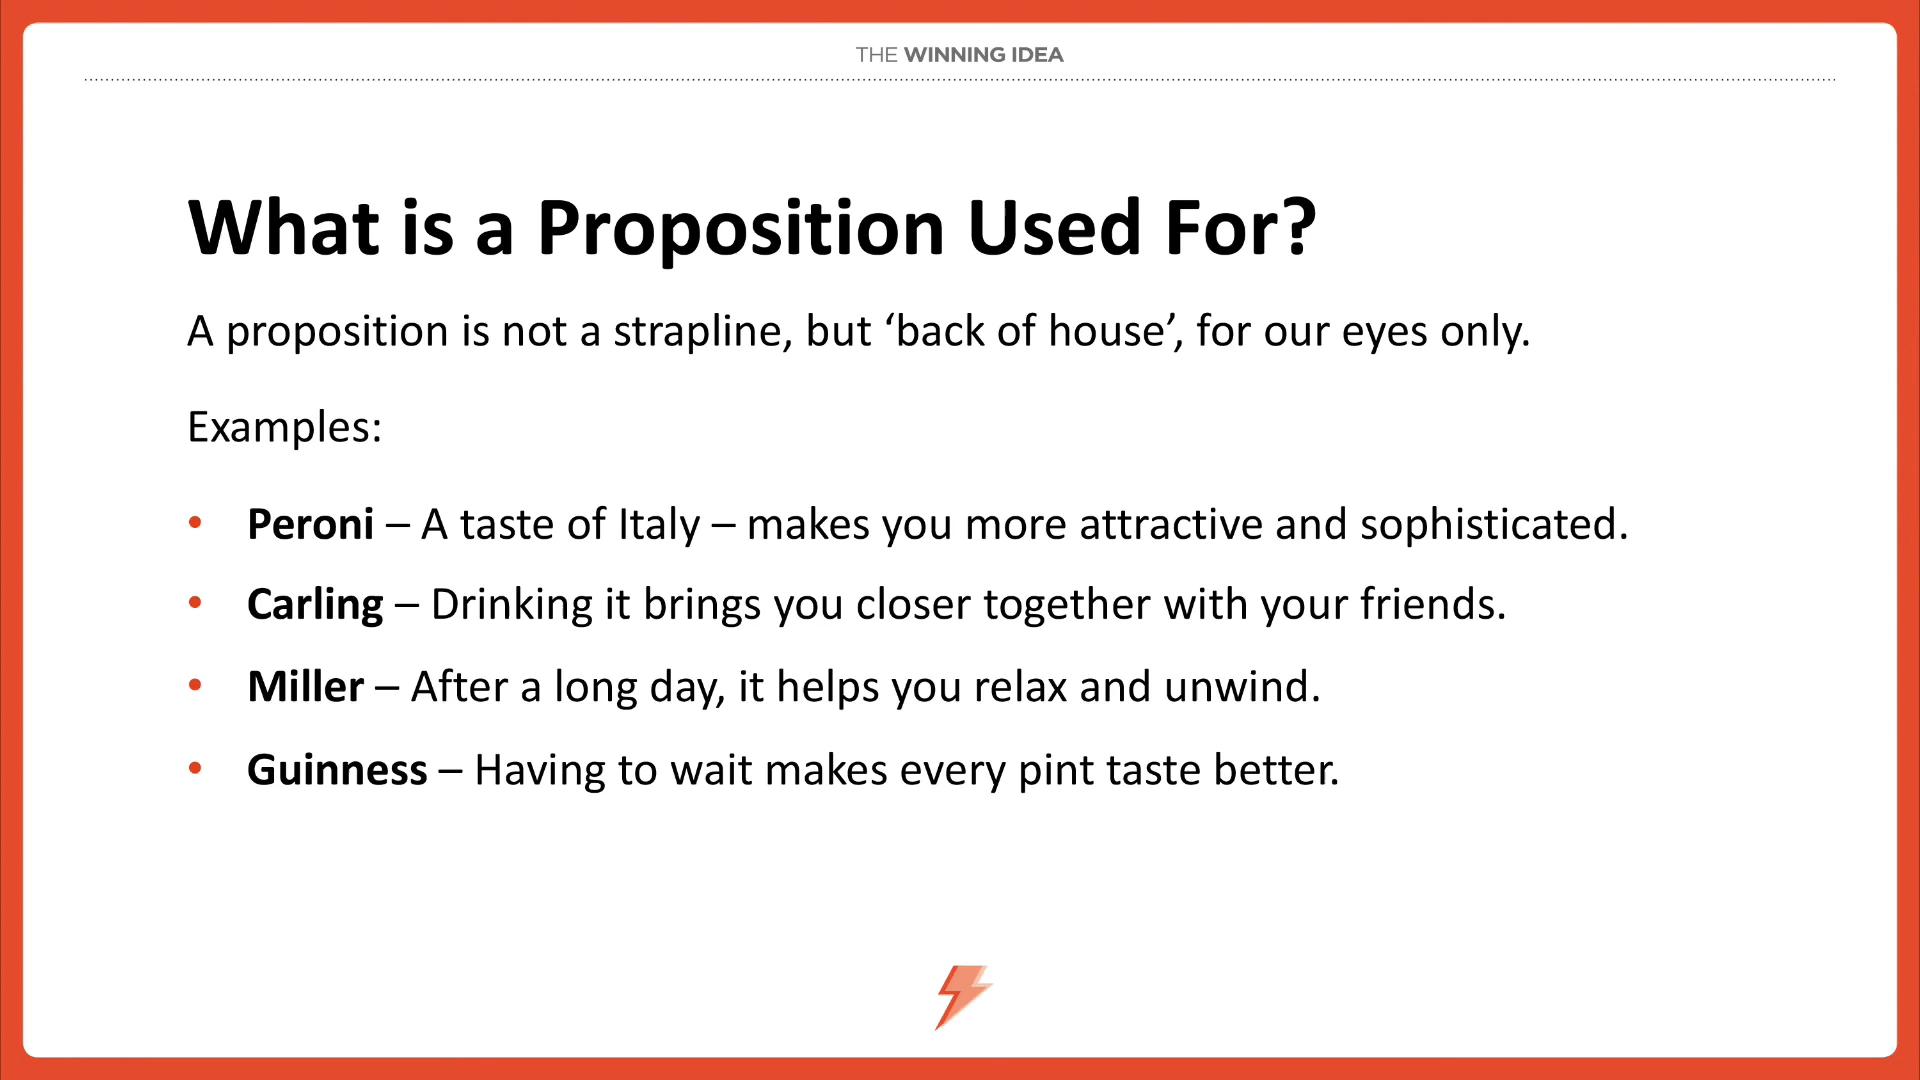 THE WINNING IDEA
What is a Proposition Used For?
A proposition is not a strapline, but ‘back of house’, for our eyes only.
Examples:
• Peroni – A taste of Italy – makes you more attractive and sophisticated.
• Carling – Drinking it brings you closer together with your friends.
• Miller – After a long day, it helps you relax and unwind.
• Guinness – Having to wait makes every pint taste better.